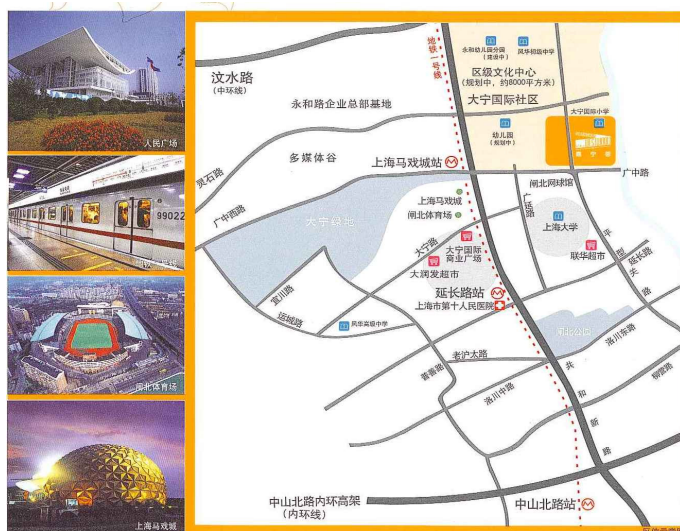 人民广场
99022
闸北体育场
上海马戏城
地铁一号线
永和幼儿园分园
(建设中)
风华初级中学
汶水路
(中环线)
区级文化中心
(规划中,约8000平方米)
永和路企业总部基地
大宁国际社区
大宁国际小学
幼儿园
(规划中)
多媒体谷
上海马戏城站
灵石路
广中路
闸北网球馆
广中西路
上海马戏城
广延路
大宁绿地
闸北体育场
上海大学
平型关路
大宁路
大宁国际
商业广场
联华超市
延长路
大润发超市
宜川路
延长路站
上海市第十人民医院
运城路
风华高级中学
闸北公园
洛川东路
老沪太路
普善路
共和新路
柳营路
洛川中路
中山北路内环高架
(内环线)
中山北路站